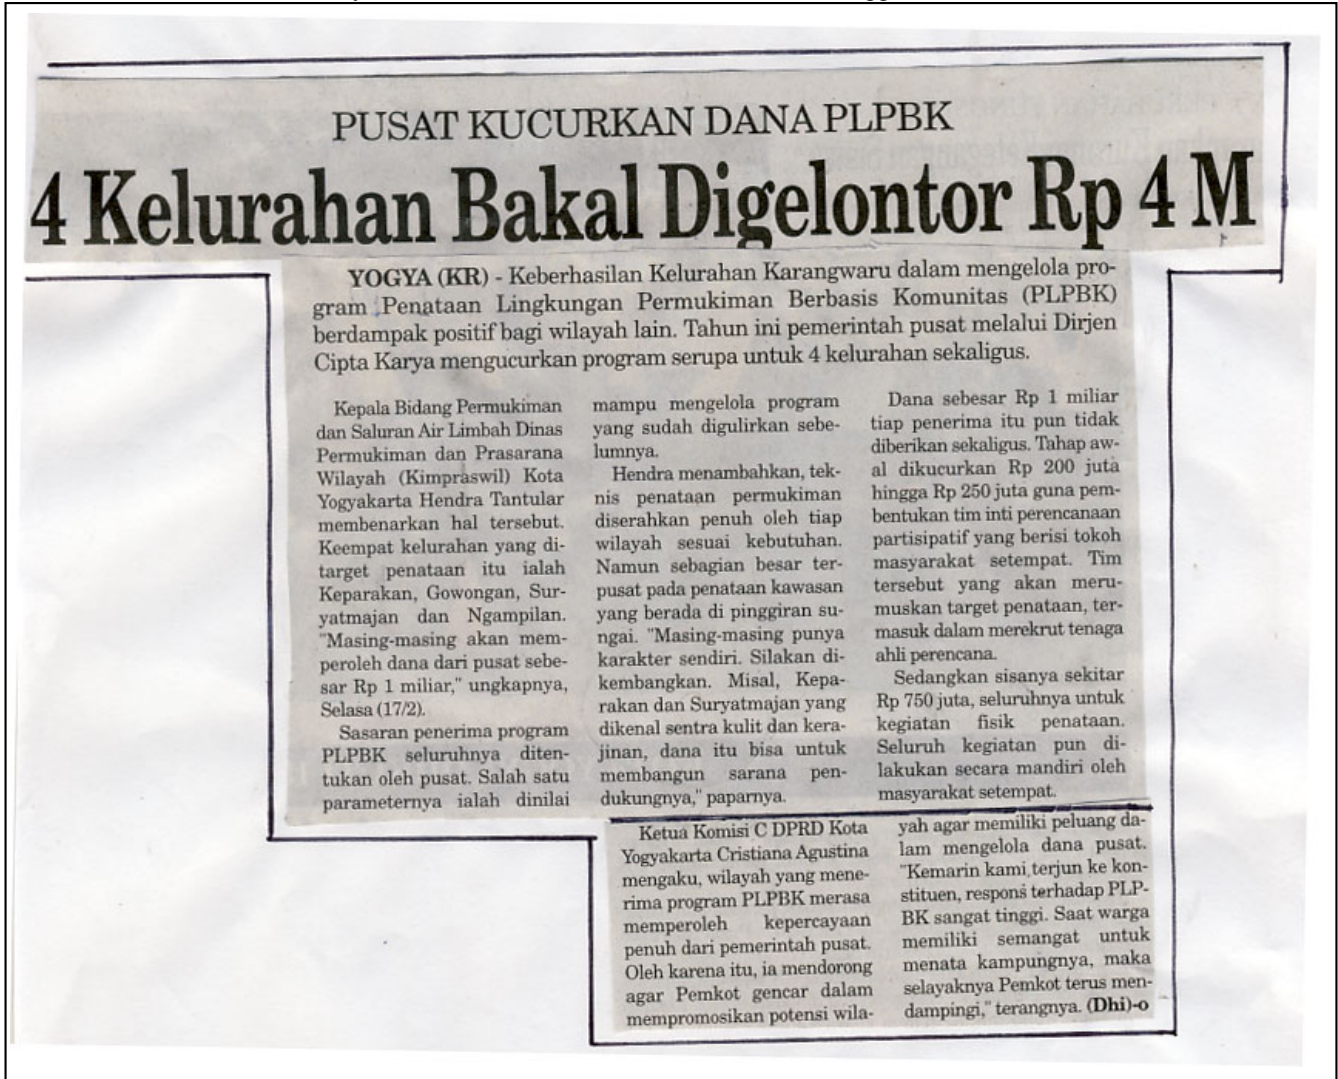 PUSAT KUCURKAN DANA PLPBK
4 Kelurahan Bakal Digelontor Rp 4 M
YOGYA (KR) - Keberhasilan Kelurahan Karangwaru dalam mengelola pro-
gram Penataan Lingkungan Permukiman Berbasis Komunitas (PLPBK)
berdampak positif bagi wilayah lain. Tahun ini pemerintah pusat melalui Dirjen
Cipta Karya mengucurkan program serupa untuk 4 kelurahan sekaligus.
Kepala Bidang Permukiman
dan Saluran Air Limbah Dinas
Permukiman dan Prasarana
Wilayah (Kimpraswil) Kota
Yogyakarta Hendra Tantular
membenarkan hal tersebut.
Keempat kelurahan yang di-
target penataan itu ialah
Keparakan, Gowongan, Sur-
yatmajan dan Ngampilan.
"Masing-masing akan mem-
peroleh dana dari pusat sebe-
sar Rp 1 miliar," ungkapnya,
Selasa (17/2).
Sasaran penerima program
PLPBK seluruhnya diten-
tukan oleh pusat. Salah satu
parameternya ialah dinilai
mampu mengelola program
yang sudah digulirkan sebe-
lumnya.
Hendra menambahkan, tek-
nis penataan permukiman
diserahkan penuh oleh tiap
wilayah sesuai kebutuhan.
Namun sebagian besar ter-
pusat pada penataan kawasan
yang berada di pinggiran su-
ngai. "Masing-masing punya
karakter sendiri. Silakan di-
kembangkan. Misal, Kepa-
rakan dan Suryatmajan yang
dikenal sentra kulit dan kera-
jinan, dana itu bisa untuk
membangun sarana pen-
dukungnya," paparnya.
Dana sebesar Rp 1 miliar
tiap penerima itu pun tidak
diberikan sekaligus. Tahap aw-
al dikucurkan Rp 200 juta
hingga Rp 250 juta guna pem-
bentukan tim inti perencanaan
partisipatif yang berisi tokoh
masyarakat setempat. Tim
tersebut yang akan meru-
muskan target penataan, ter-
masuk dalam merekrut tenaga
ahli perencana.
Sedangkan sisanya sekitar
Rp 750 juta, seluruhnya untuk
kegiatan fisik penataan.
Seluruh kegiatan pun di-
lakukan secara mandiri oleh
masyarakat setempat.
Ketua Komisi C DPRD Kota
Yogyakarta Cristiana Agustina
mengaku, wilayah yang mene-
rima program PLPBK merasa
memperoleh kepercayaan
penuh dari pemerintah pusat.
Oleh karena itu, ia mendorong
agar Pemkot gencar dalam
mempromosikan potensi wila-
yah agar memiliki peluang da-
lam mengelola dana pusat.
"Kemarin kami terjun ke kon-
stituen, respons terhadap PLP-
BK sangat tinggi. Saat warga
memiliki semangat untuk
menata kampungnya, maka
selayaknya Pemkot terus men-
dampingi," terangnya. (Dhi)-o